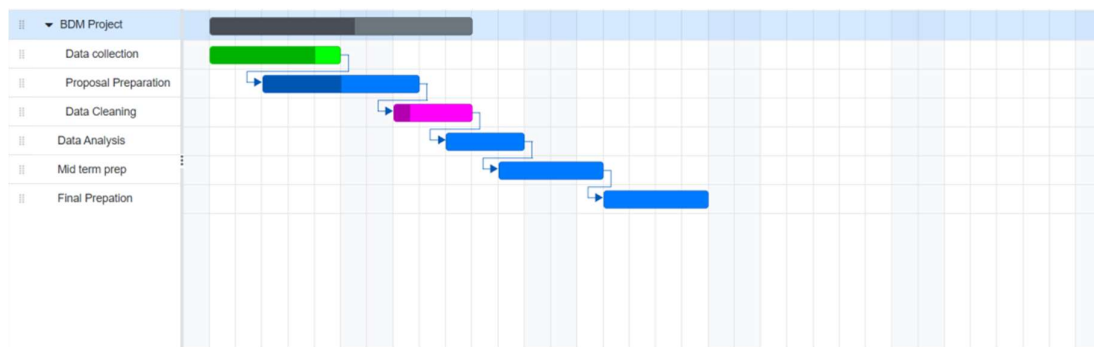 BDM Project
Data collection
Proposal Preparation
Data Cleaning
Data Analysis
Mid term prep
Final Prepation